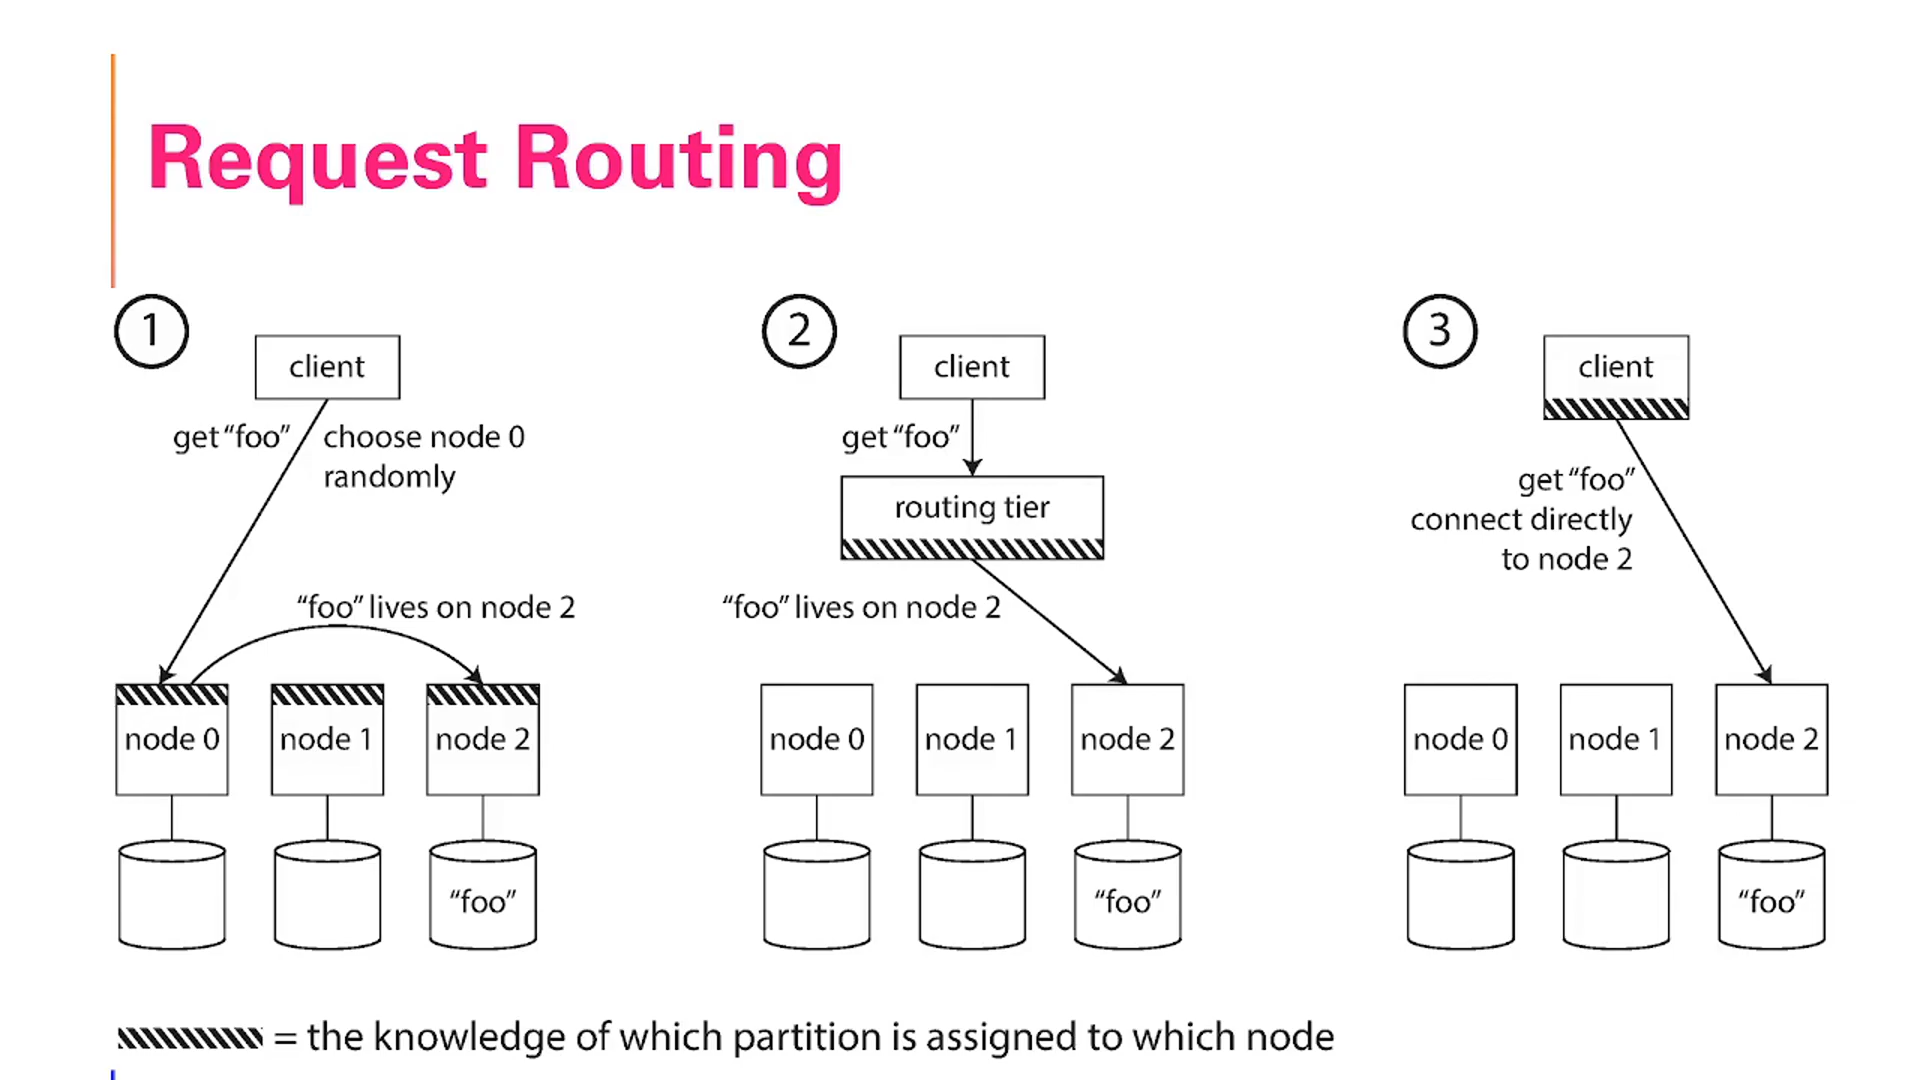 Request Routing
1
client
get “foo”
choose node 0
randomly
“foo” lives on node 2
node 0
node 1
node 2
“foo”
2
client
get “foo”
routing tier
“foo” lives on node 2
node 0
node 1
node 2
“foo”
3
client
get “foo”
connect directly
to node 2
node 0
node 1
node 2
“foo”
= the knowledge of which partition is assigned to which node